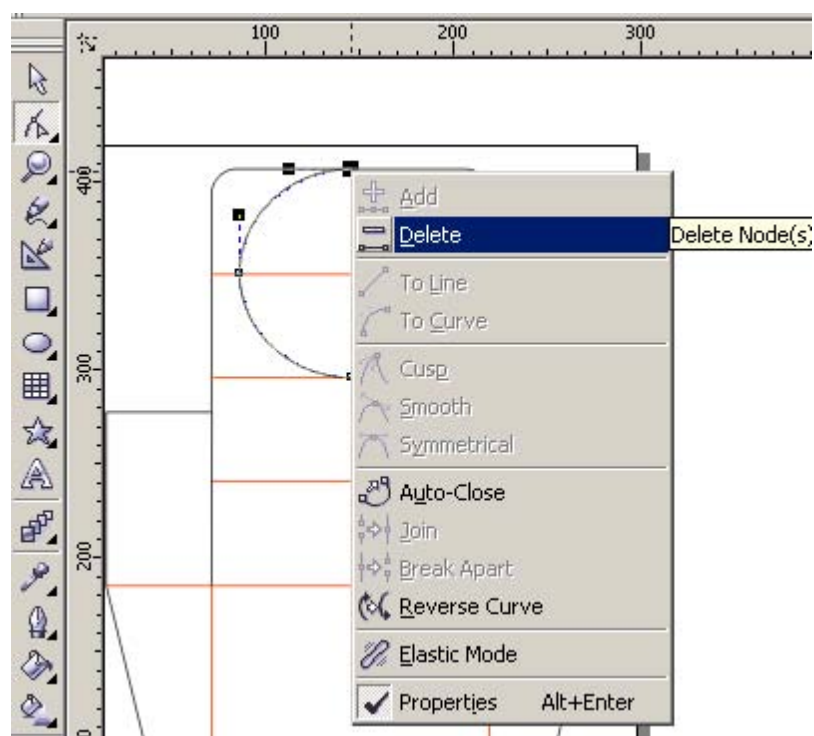 100
200
300
400
300
200
Add
Delete
Delete Node(s)
To Line
To Curve
Cusp
Smooth
Symmetrical
Auto-Close
Join
Break Apart
Reverse Curve
Elastic Mode
Properties Alt+Enter